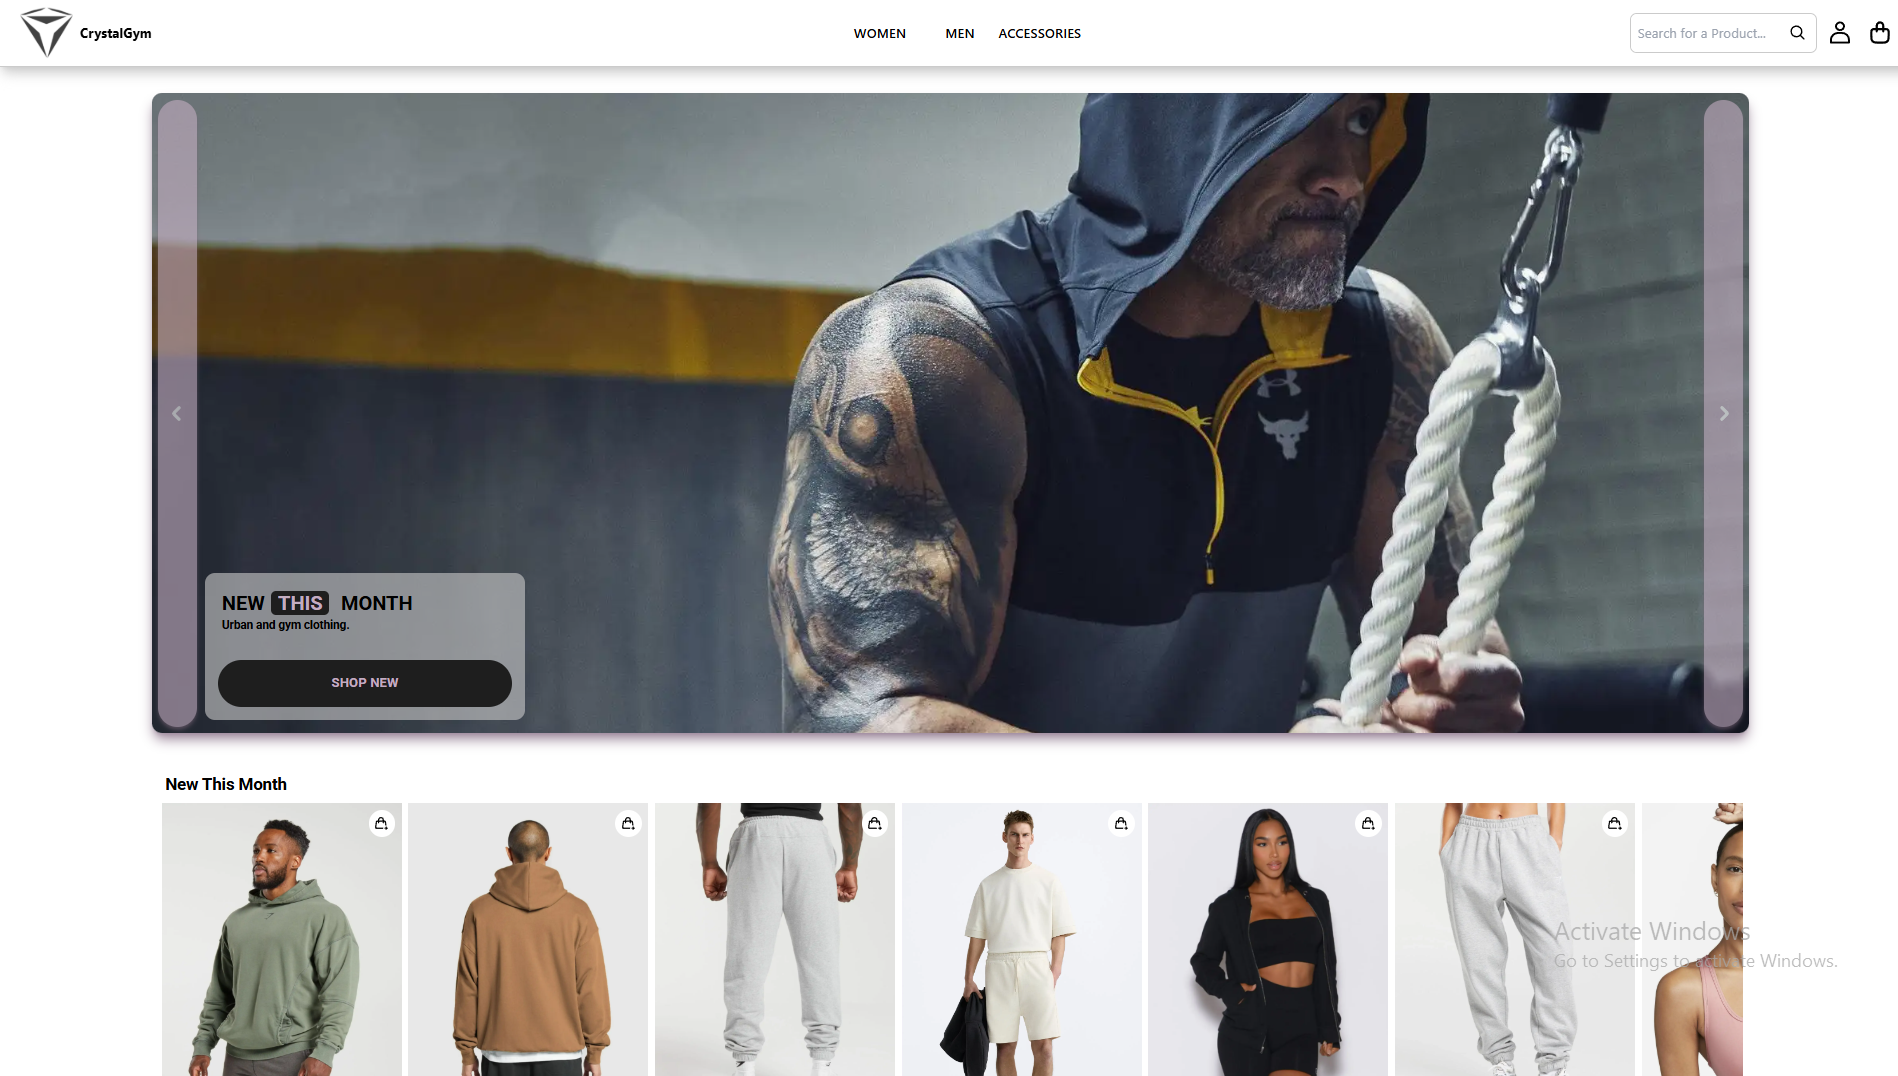 CrystalGym
WOMEN MEN ACCESSORIES
Search for a Product...
NEW THIS MONTH
Urban and gym clothing.
SHOP NEW
New This Month
Activate Windows
Go to Settings to activate Windows.